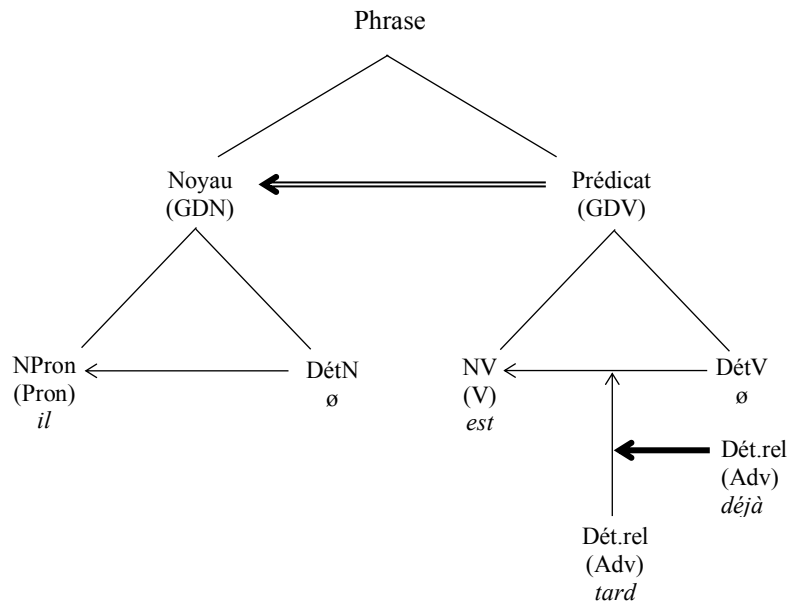 Phrase
Noyau
(GDN)
Prédicat
(GDV)
NPron
(Pron)
il
DétN
ø
NV
(V)
est
DétV
ø
Dét.rel
(Adv)
déjà
Dét.rel
(Adv)
tard